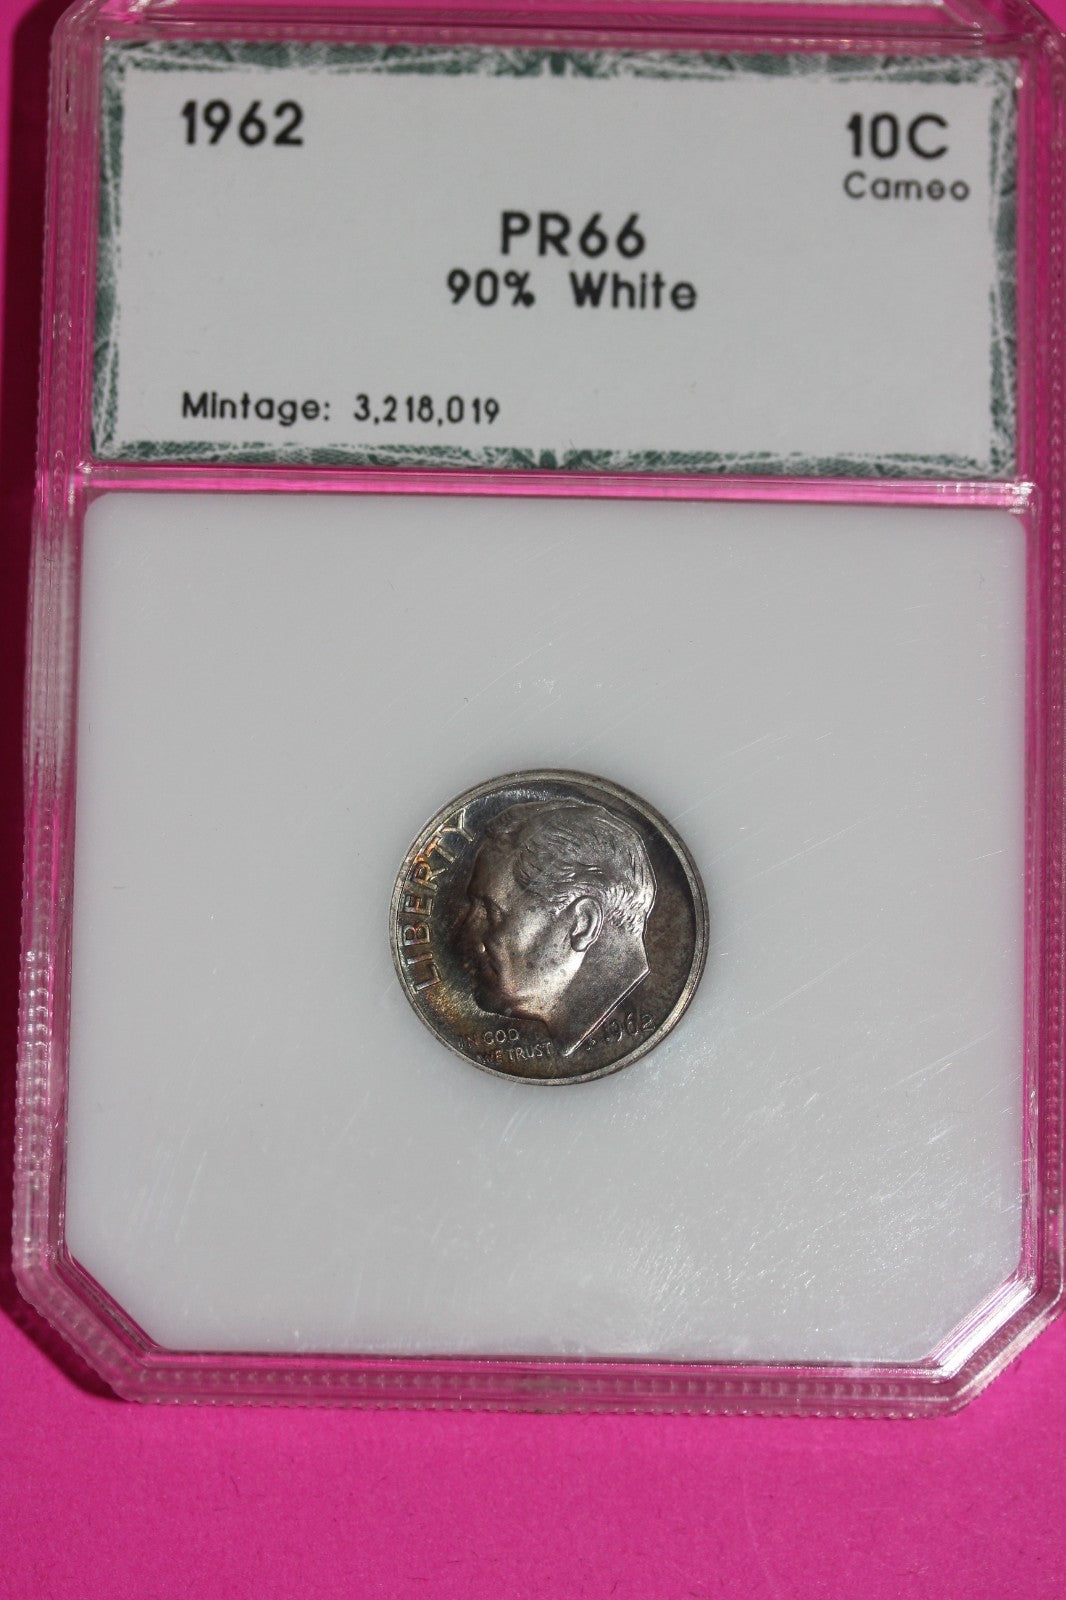 1962 10C
Cameo
PR66
90% White
Mintage: 3,218,019
LIBERTY
IN GOD
WE TRUST
1962